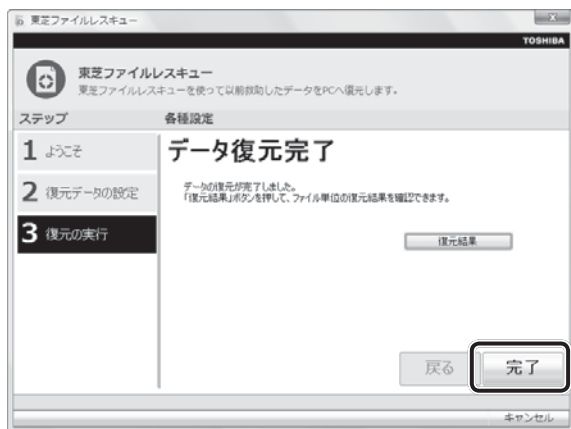 東芝ファイルレスキュー
TOSHIBA
東芝ファイルレスキュー
東芝ファイルレスキューを使って以前救助したデータをPCへ復元します。
ステップ 各種設定
1 ようこそ
2 復元データの設定
3 復元の実行
データ復元完了
データの復元が完了しました。
「復元結果」ボタンを押して、ファイル単位の復元結果を確認できます。
復元結果
戻る 完了
キャンセル